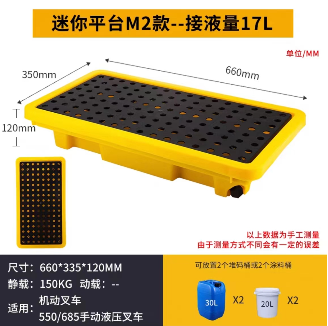 迷你平台M2款--接液量17L
单位/MM
350mm
660mm
120mm
以上数据为手工测量
由于测量方式不同会有一定的误差
尺寸：660*335*120MM
静载：150KG 动载：--
适用：机动叉车
550/685手动液压叉车
可放置2个堆码桶或2个涂料桶
30L X2
20L X2